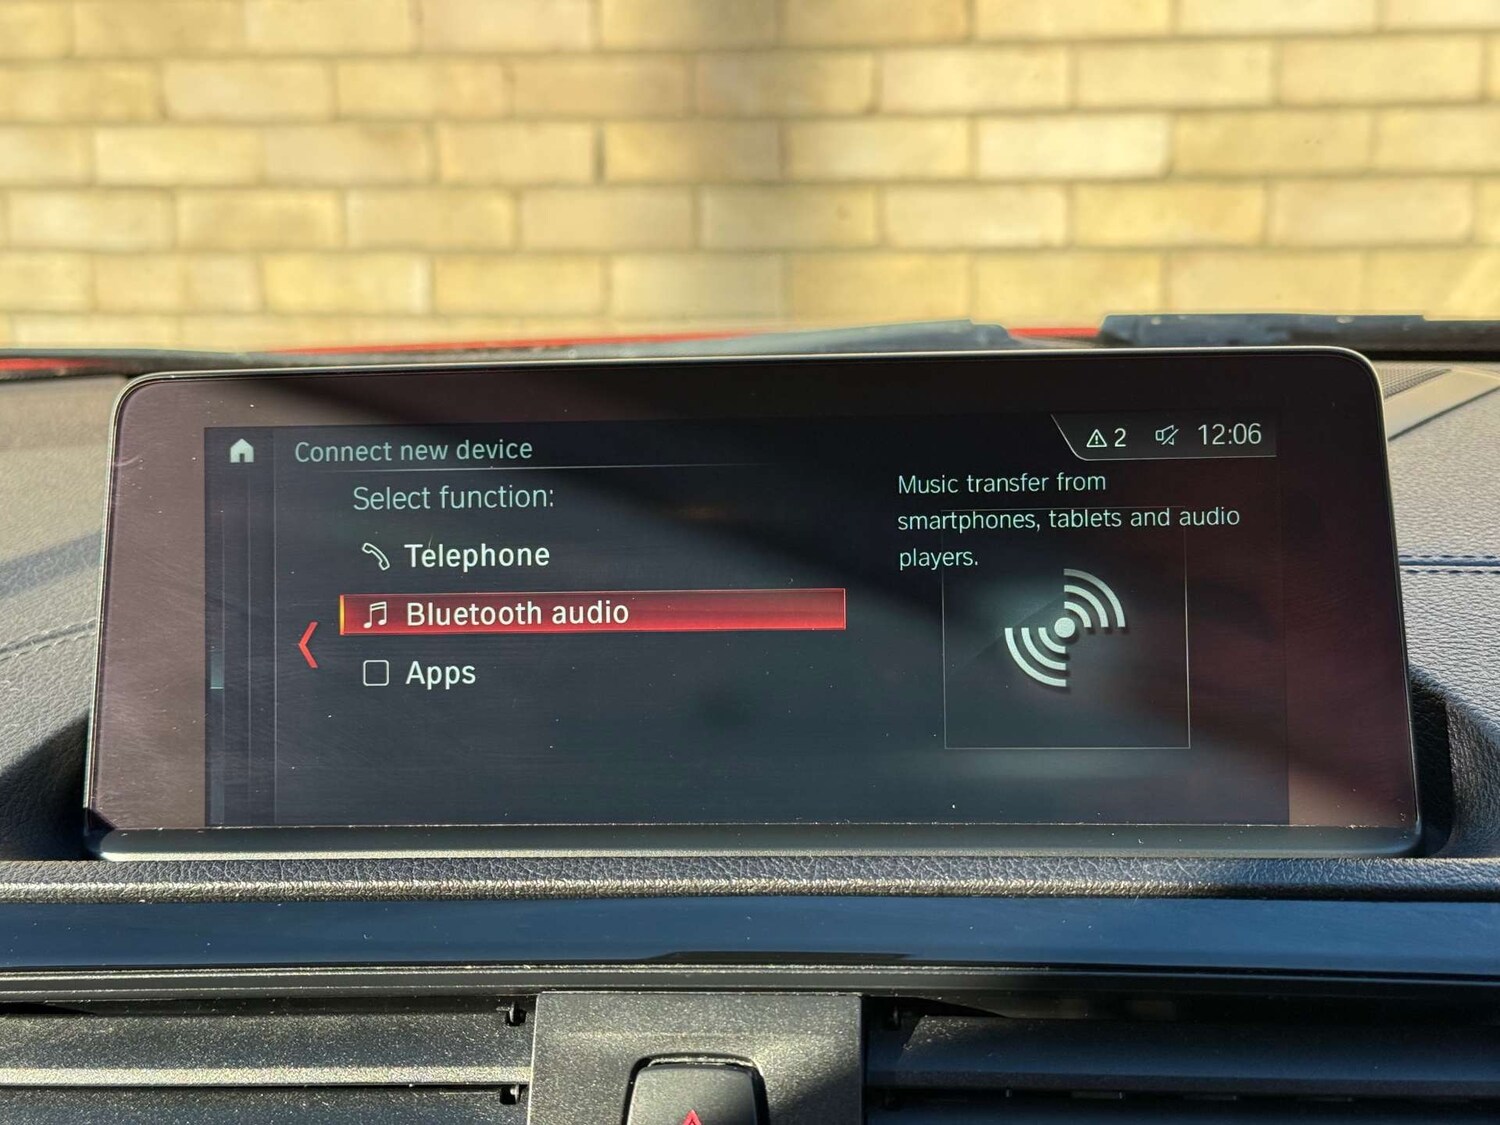 Connect new device
2 12:06
Select function:
Telephone
Bluetooth audio
Apps
Music transfer from
smartphones, tablets and audio
players.